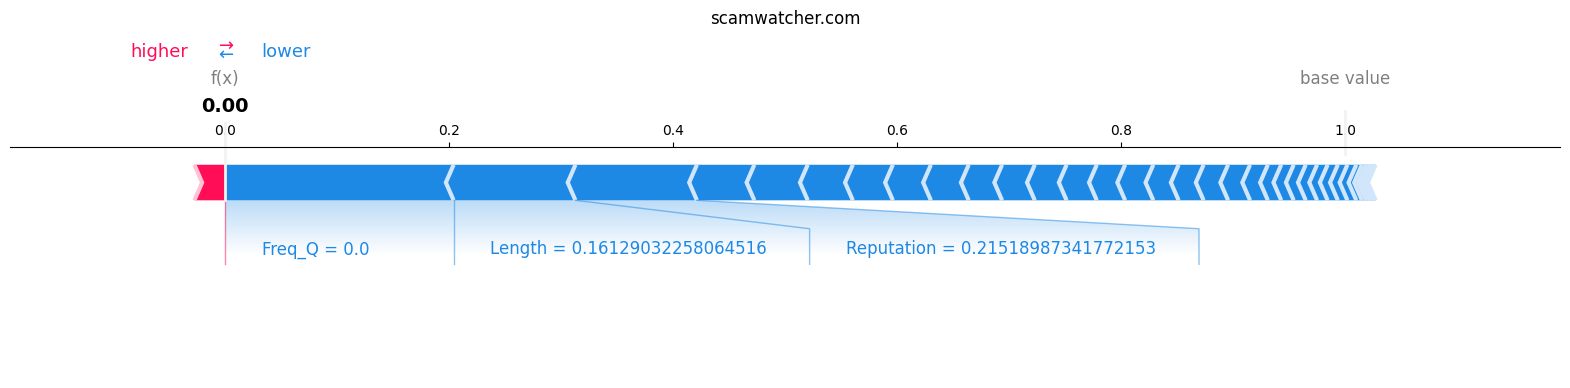 scamwatcher.com
higher ⇄ lower
f(x) base value
0.00
0.0 0.2 0.4 0.6 0.8 1.0
Freq_Q = 0.0 Length = 0.16129032258064516 Reputation = 0.21518987341772153